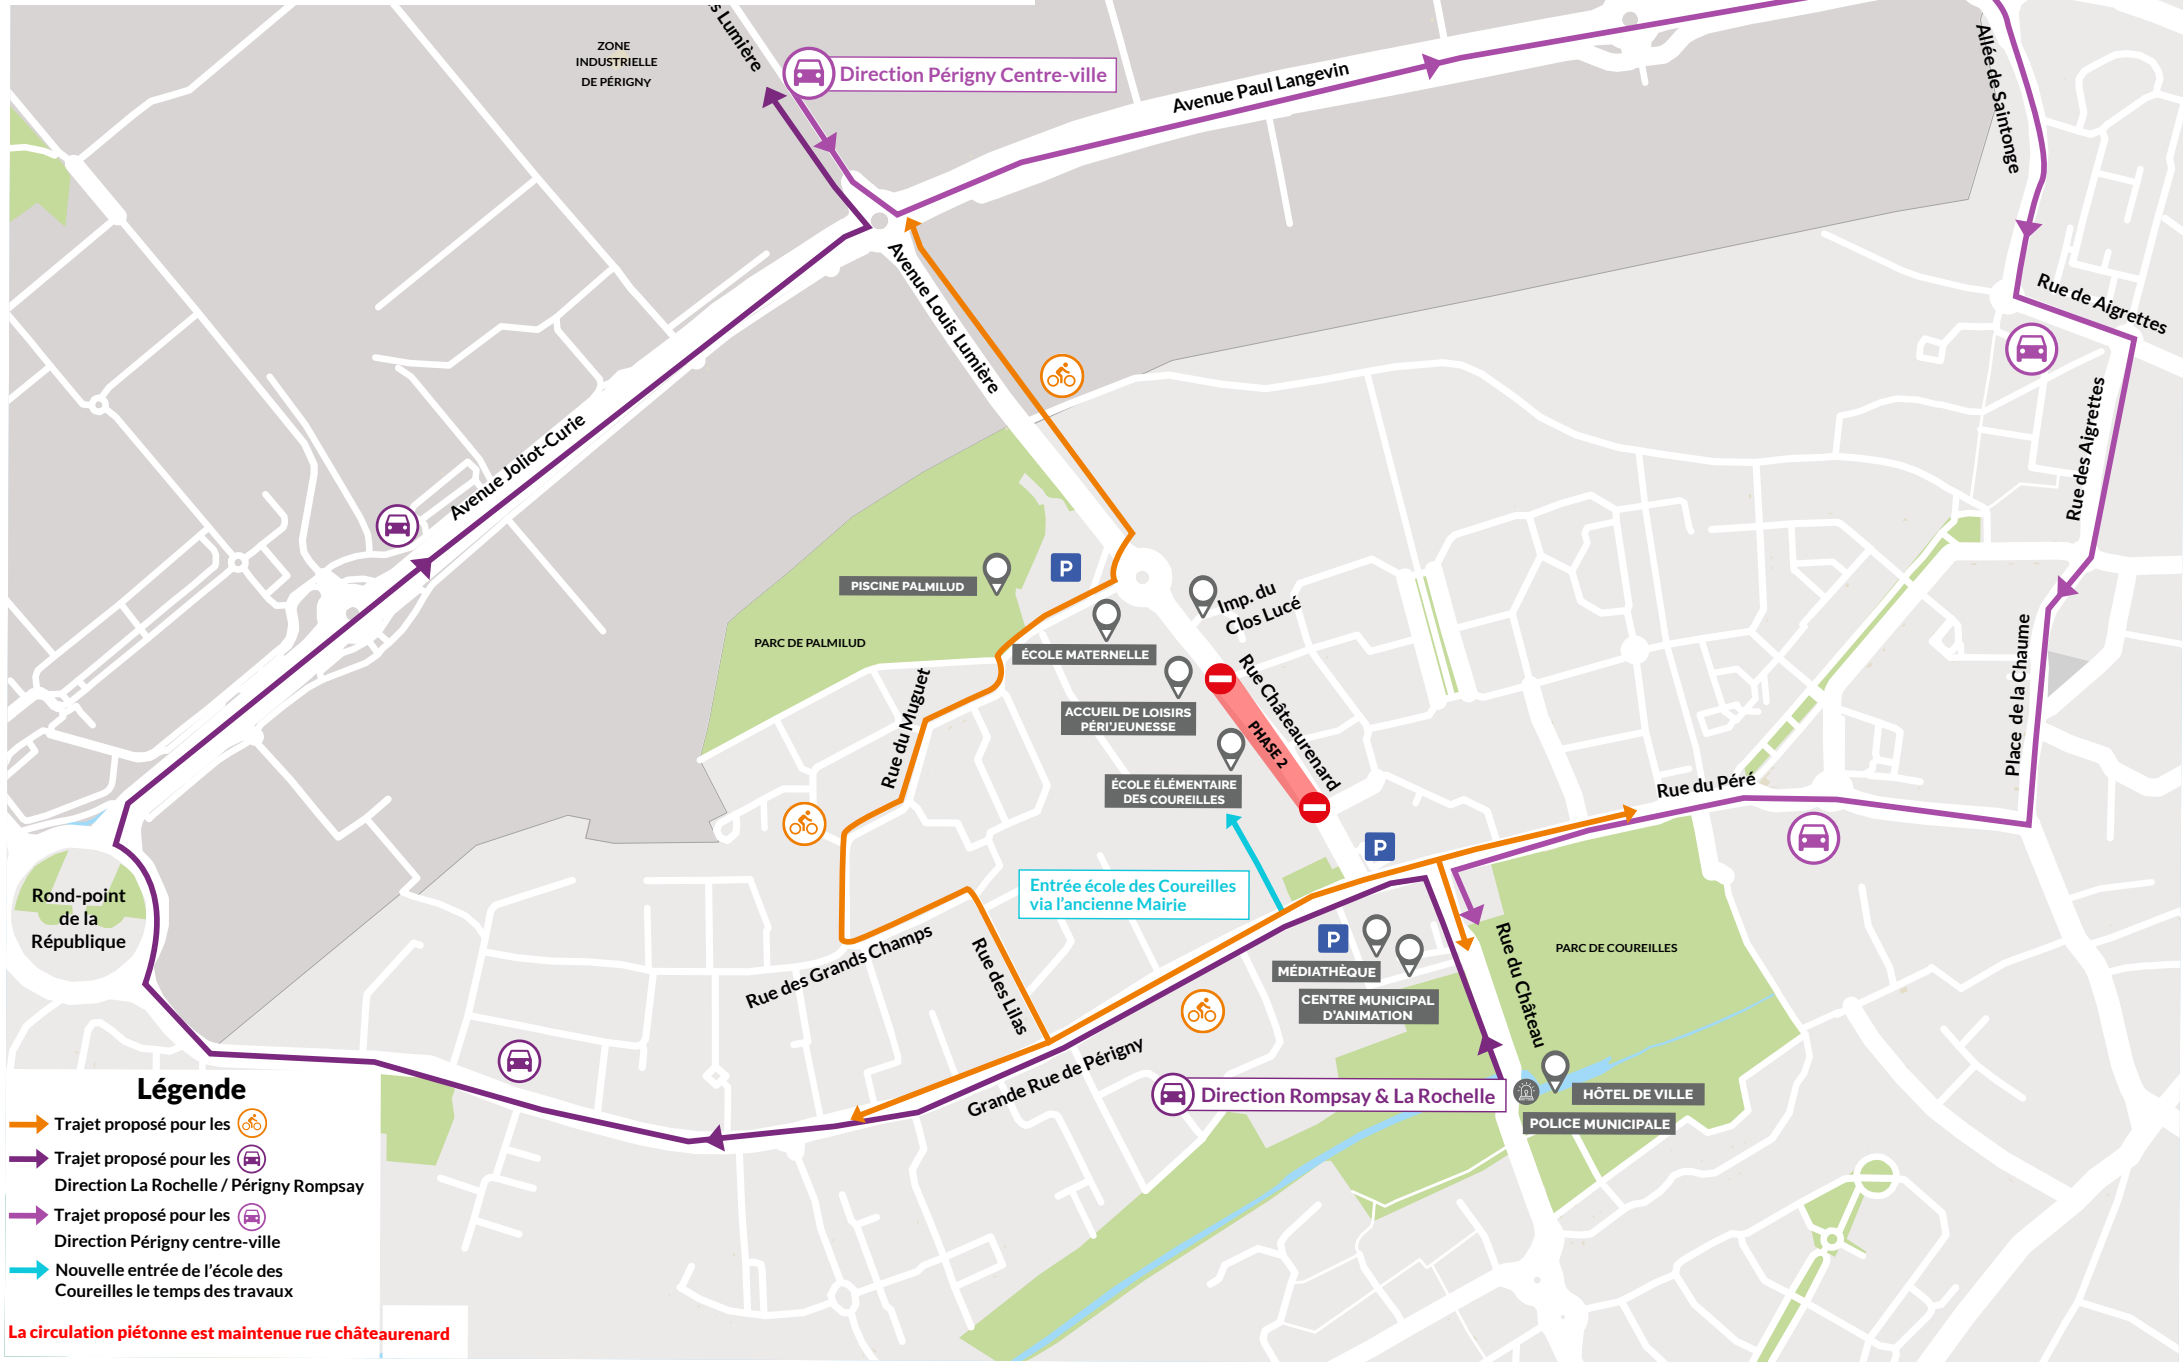 s Lumière
ZONE
INDUSTRIELLE
DE PÉRIGNY
Direction Périgny Centre-ville
Avenue Paul Langevin
Allée de Saintonge
Rue de Aigrettes
Avenue Louis Lumière
Rue des Aigrettes
Avenue Joliot-Curie
PISCINE PALMILUD
P
Imp. du
Clos Lucé
PARC DE PALMILUD
ÉCOLE MATERNELLE
Place de la Chaume
Rue du Muguet
ACCUEIL DE LOISIRS
PÉRI'JEUNESSE
Rue Châteaurenard
PHASE 2
ÉCOLE ÉLÉMENTAIRE
DES COUREILLES
Rue du Péré
P
Rond-point
de la
République
Entrée école des Coureilles
via l'ancienne Mairie
Rue des Grands Champs
Rue des Lilas
P
MÉDIATHÈQUE
CENTRE MUNICIPAL
D'ANIMATION
Rue du Château
PARC DE COUREILLES
Grande Rue de Périgny
Direction Rompsay & La Rochelle
HÔTEL DE VILLE
POLICE MUNICIPALE
Légende
Trajet proposé pour les
Trajet proposé pour les
Direction La Rochelle / Périgny Rompsay
Trajet proposé pour les
Direction Périgny centre-ville
Nouvelle entrée de l'école des
Coureilles le temps des travaux
La circulation piétonne est maintenue rue châteaurenard